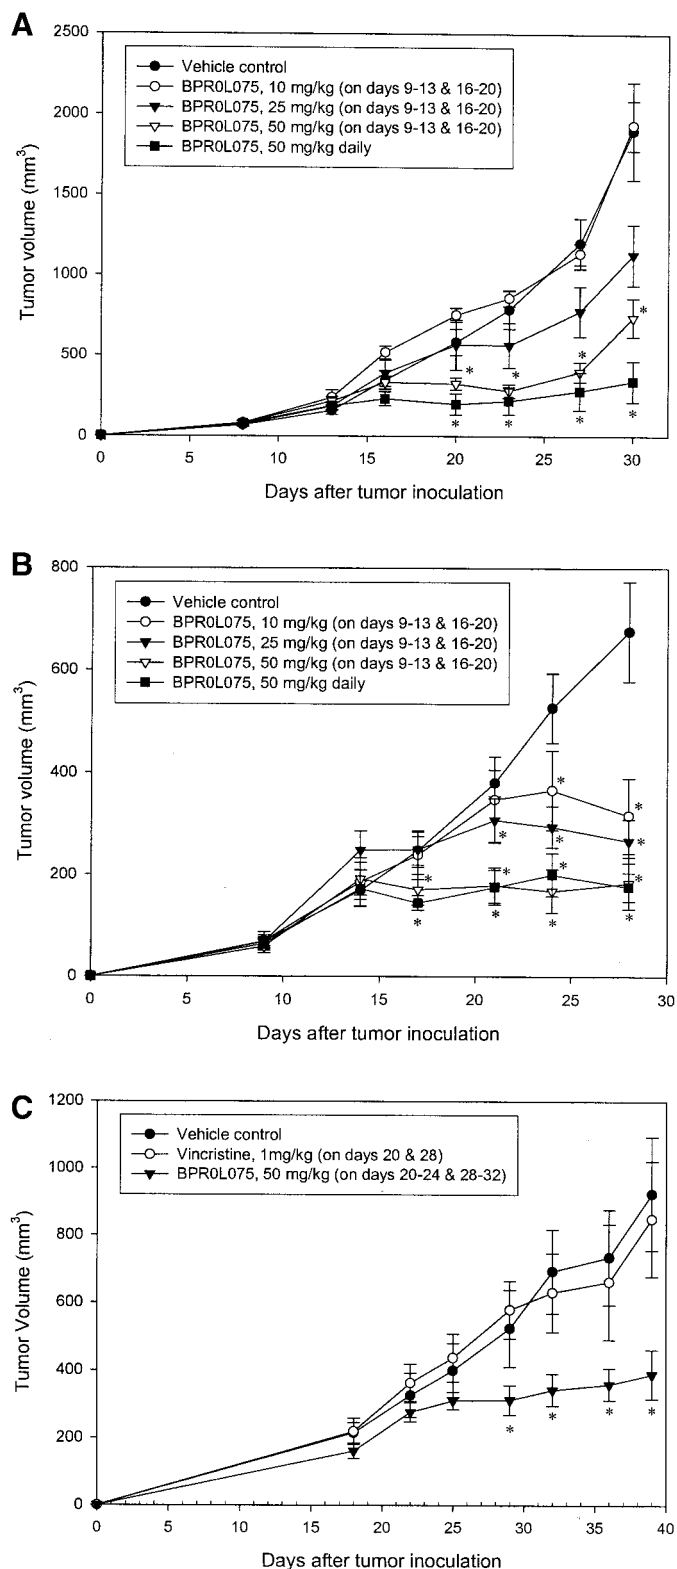 A
2500
2000
1500
1000
500
0
Tumor volume (mm3)
Vehicle control
BPR0L075, 10 mg/kg (on days 9-13 & 16-20)
BPR0L075, 25 mg/kg (on days 9-13 & 16-20)
BPR0L075, 50 mg/kg (on days 9-13 & 16-20)
BPR0L075, 50 mg/kg daily
* * * *
* * * *
0 5 10 15 20 25 30
Days after tumor inoculation
B
800
600
400
200
0
Tumor volume (mm3)
Vehicle control
BPR0L075, 10 mg/kg (on days 9-13 & 16-20)
BPR0L075, 25 mg/kg (on days 9-13 & 16-20)
BPR0L075, 50 mg/kg (on days 9-13 & 16-20)
BPR0L075, 50 mg/kg daily
* *
* * *
* * * *
* * * *
0 5 10 15 20 25 30
Days after tumor inoculation
C
1200
1000
800
600
400
200
0
Tumor Volume (mm3)
Vehicle control
Vincristine, 1mg/kg (on days 20 & 28)
BPR0L075, 50 mg/kg (on days 20-24 & 28-32)
* * * *
0 5 10 15 20 25 30 35 40
Days after tumor inoculation